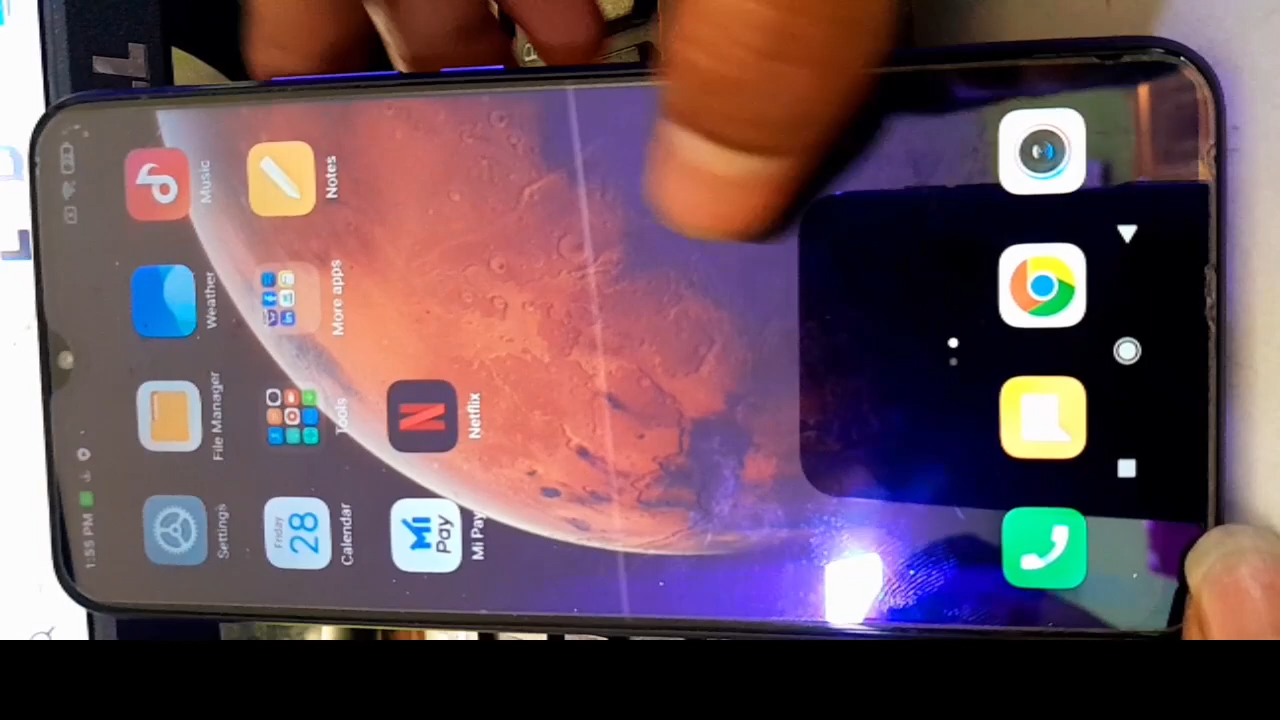 1:55 PM
Settings
File Manager
Weather
Music
Friday
28
Calendar
Tools
More apps
Notes
Mi
Pay
Mi Pay
N
Netflix